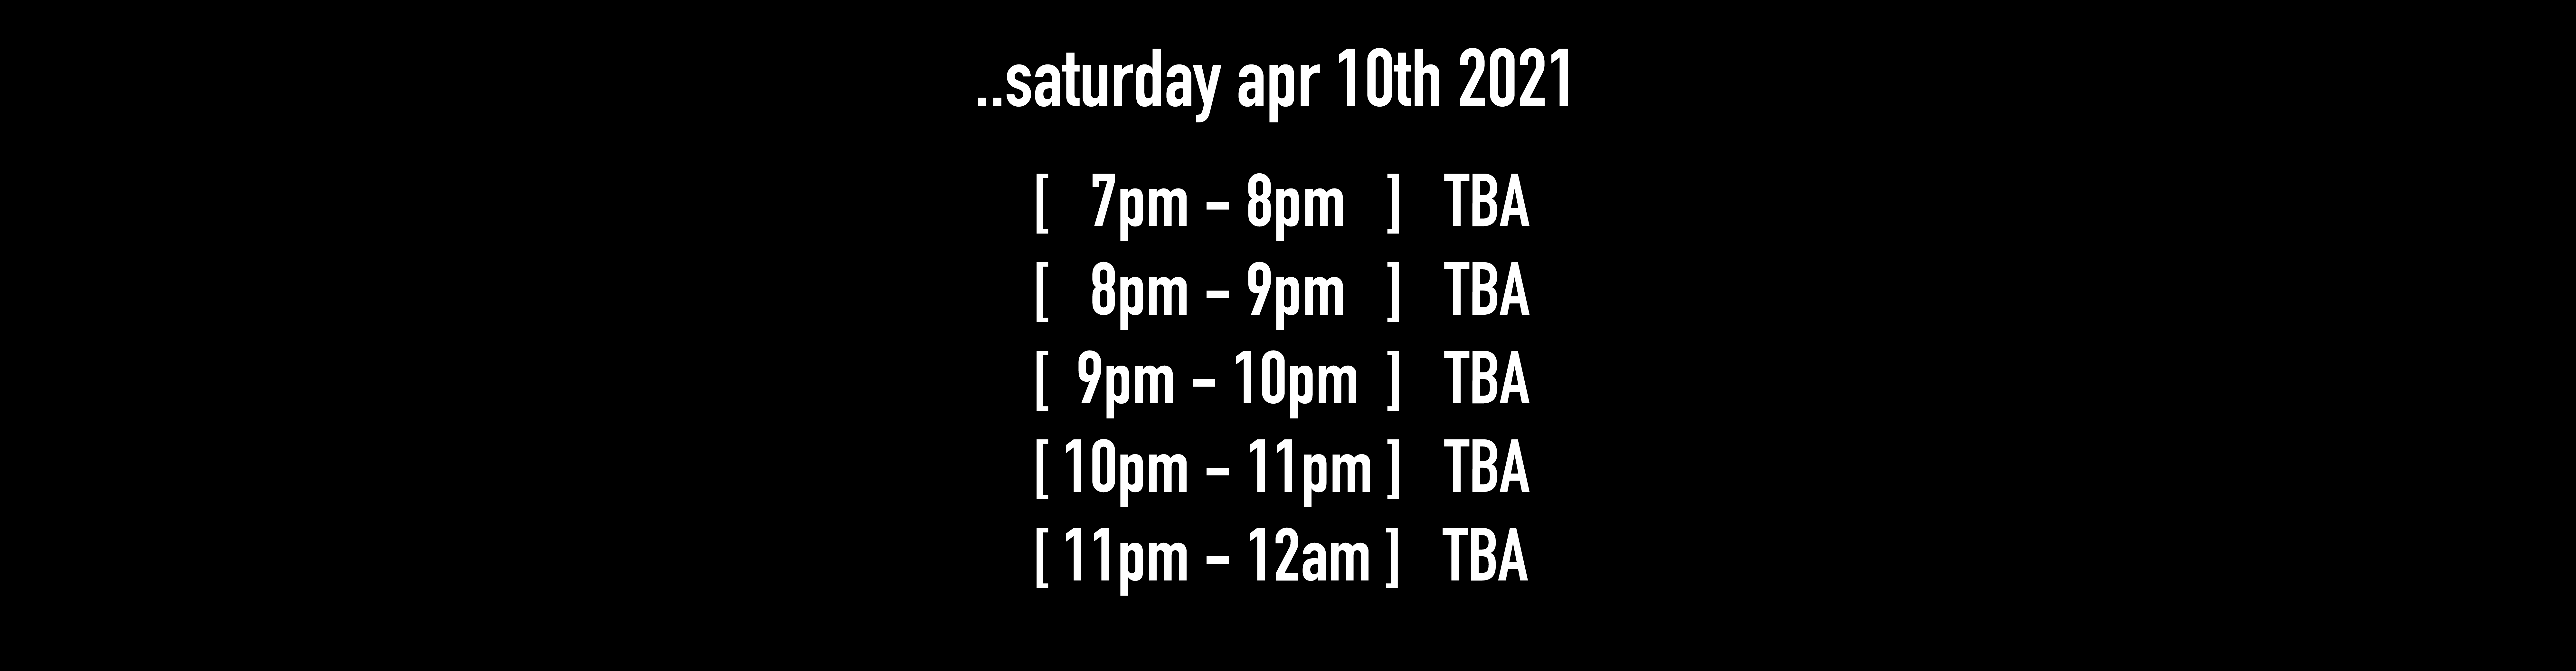 ..saturday apr 10th 2021
[ 7pm – 8pm ] TBA
[ 8pm – 9pm ] TBA
[ 9pm – 10pm ] TBA
[ 10pm – 11pm ] TBA
[ 11pm – 12am ] TBA